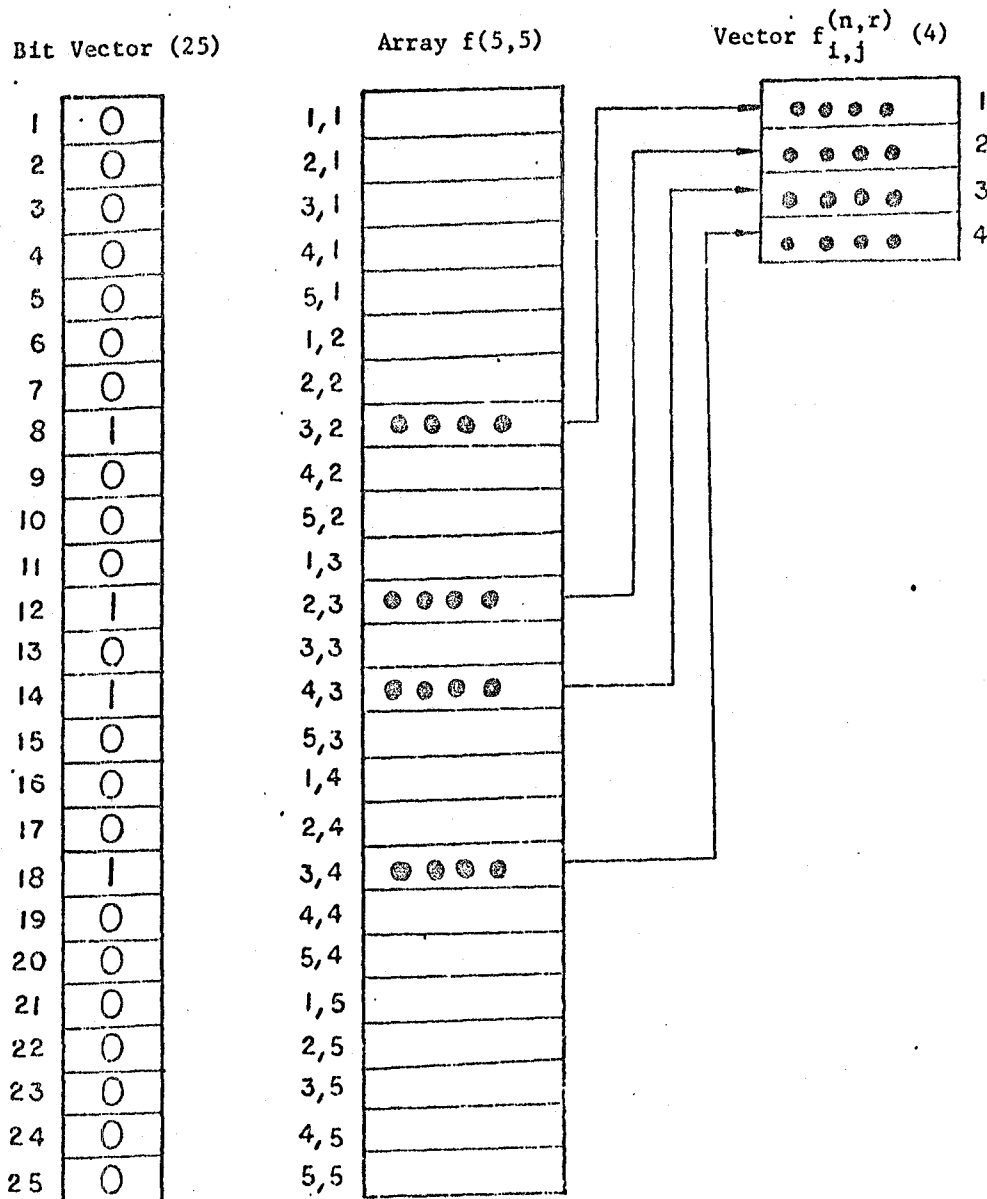 Bit Vector (25) Array f(5,5) Vector f_{i,j}^{(n,r)} (4)
1 0 1,1 1
2 0 2,1 2
3 0 3,1 3
4 0 4,1 4
5 0 5,1
6 0 1,2
7 0 2,2
8 1 3,2
9 0 4,2
10 0 5,2
11 0 1,3
12 1 2,3
13 0 3,3
14 1 4,3
15 0 5,3
16 0 1,4
17 0 2,4
18 1 3,4
19 0 4,4
20 0 5,4
21 0 1,5
22 0 2,5
23 0 3,5
24 0 4,5
25 0 5,5